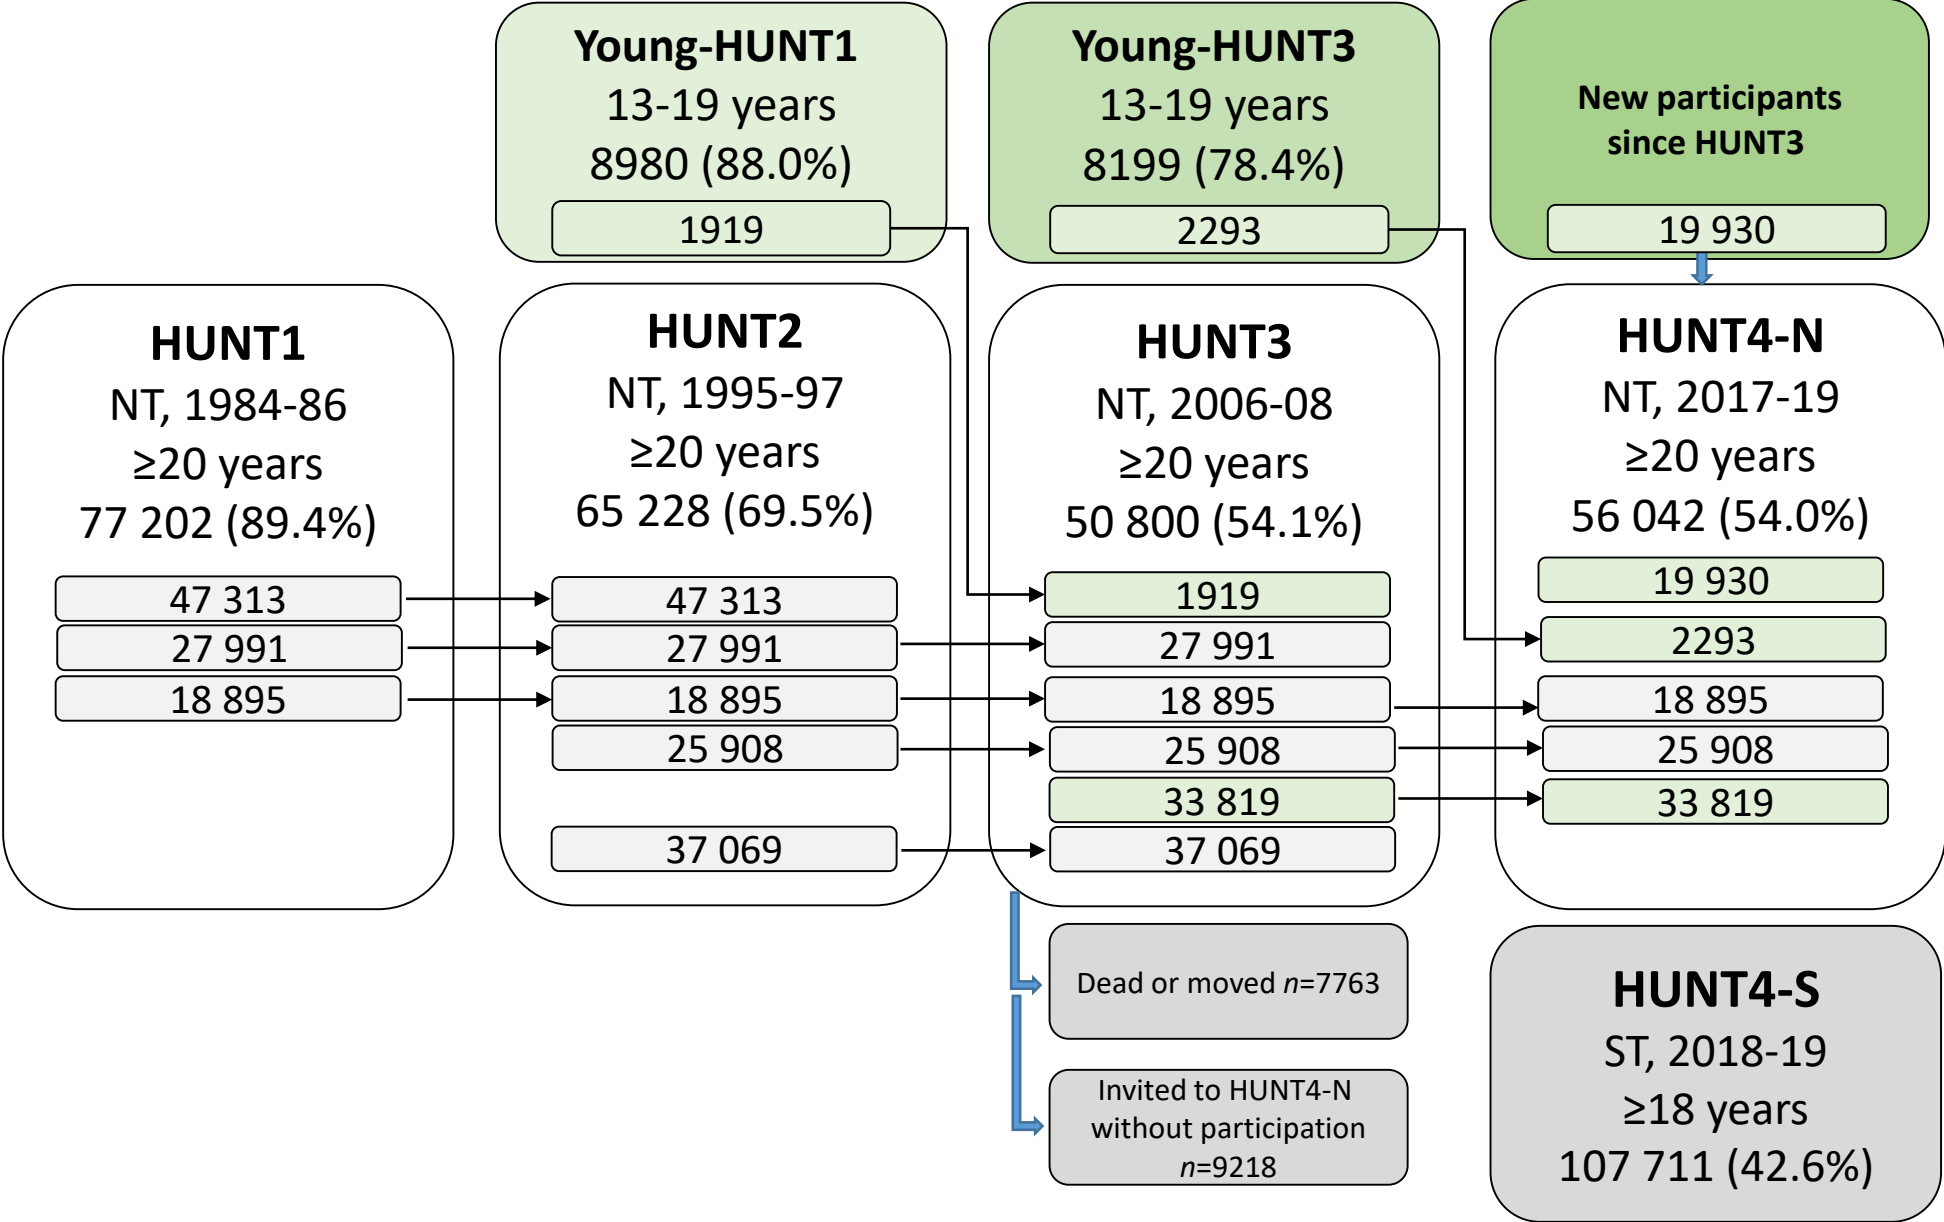 Young-HUNT1
13-19 years
8980 (88.0%)
1919
Young-HUNT3
13-19 years
8199 (78.4%)
2293
New participants
since HUNT3
19 930
HUNT1
NT, 1984-86
≥20 years
77 202 (89.4%)
47 313
27 991
18 895
HUNT2
NT, 1995-97
≥20 years
65 228 (69.5%)
47 313
27 991
18 895
25 908
37 069
HUNT3
NT, 2006-08
≥20 years
50 800 (54.1%)
1919
27 991
18 895
25 908
33 819
37 069
HUNT4-N
NT, 2017-19
≥20 years
56 042 (54.0%)
19 930
2293
18 895
25 908
33 819
Dead or moved n=7763
Invited to HUNT4-N
without participation
n=9218
HUNT4-S
ST, 2018-19
≥18 years
107 711 (42.6%)